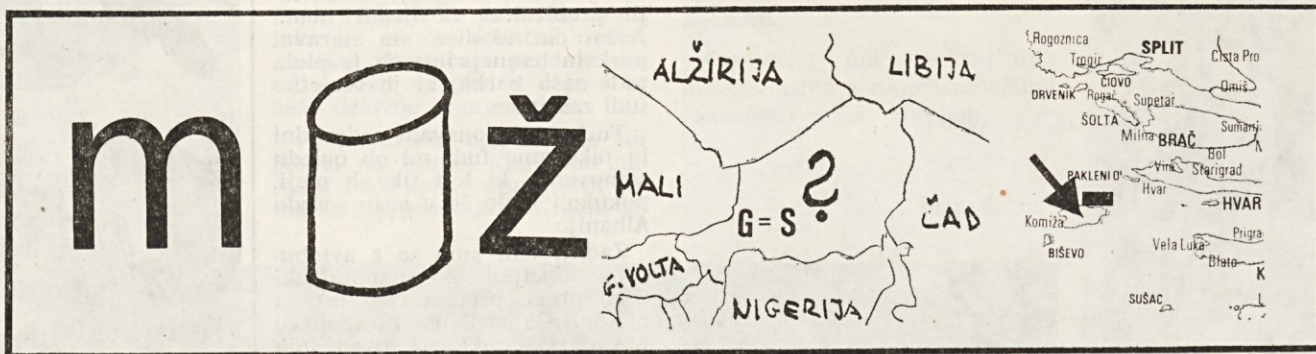 m Ž
ALŽIRIJA
LIBIJA
MALI
?
G=S
ČAD
G. VOLTA
NIGERIJA
Rogoznica
Trogir
SPLIT
Cista Pro
ČIOVO
Omiš
DRVENIK
Rogač
Supetar
ŠOLTA
Milna
BRAČ
Sumartin
Bol
Vira
Starigrad
PAKLENI O
Hvar
HVAR
Komiža
BIŠEVO
Vela Luka
Prigra
Blato
K
SUŠAC
L